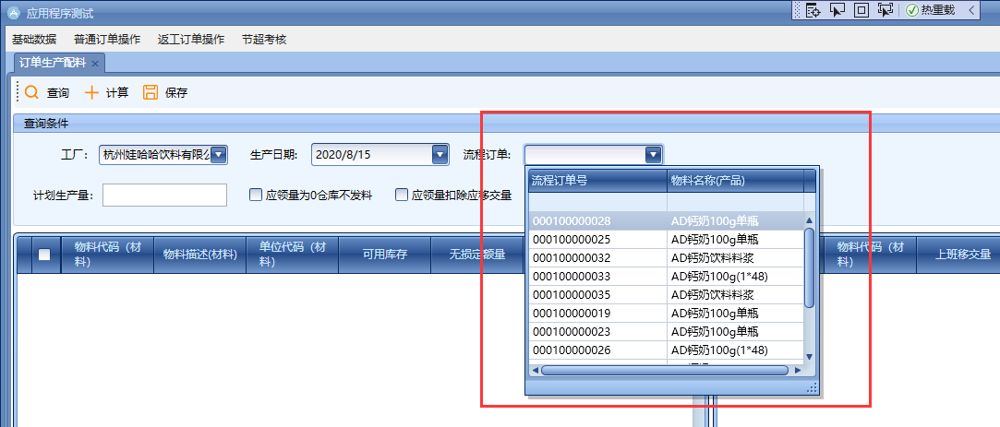 应用程序测试
热重载
基础数据 普通订单操作 返工订单操作 节超考核
订单生产配料
查询 计算 保存
查询条件
工厂: 杭州娃哈哈饮料有限公 生产日期: 2020/8/15 流程订单:
计划生产量: 应领量为0仓库不发料 应领量扣除应移交量
流程订单号 物料名称(产品)
000100000028 AD钙奶100g单瓶
000100000025 AD钙奶100g单瓶
000100000032 AD钙奶饮料料浆
000100000033 AD钙奶100g(1*48)
000100000035 AD钙奶饮料料浆
000100000019 AD钙奶100g单瓶
000100000023 AD钙奶100g单瓶
000100000026 AD钙奶100g(1*48)
物料代码（材料） 物料描述(材料) 单位代码（材料） 可用库存 无损定额量 物料代码（材料） 上班移交量